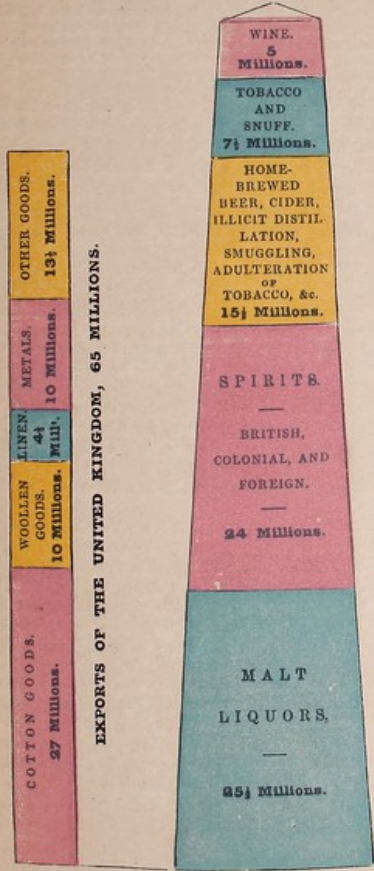 OTHER GOODS.
13½ Millions.
METALS.
10 Millions.
LINEN.
4½
Mills.
WOOLLEN
GOODS.
10 Millions.
COTTON GOODS.
27 Millions.
EXPORTS OF THE UNITED KINGDOM, 65 MILLIONS.
WINE.
5
Millions.
TOBACCO
AND
SNUFF.
7½ Millions.
HOME-
BREWED
BEER, CIDER,
ILLICIT DISTIL-
LATION,
SMUGGLING,
ADULTERATION
OF
TOBACCO, &c.
15½ Millions.
SPIRITS.
BRITISH,
COLONIAL, AND
FOREIGN.
24 Millions.
MALT
LIQUORS,
25½ Millions.